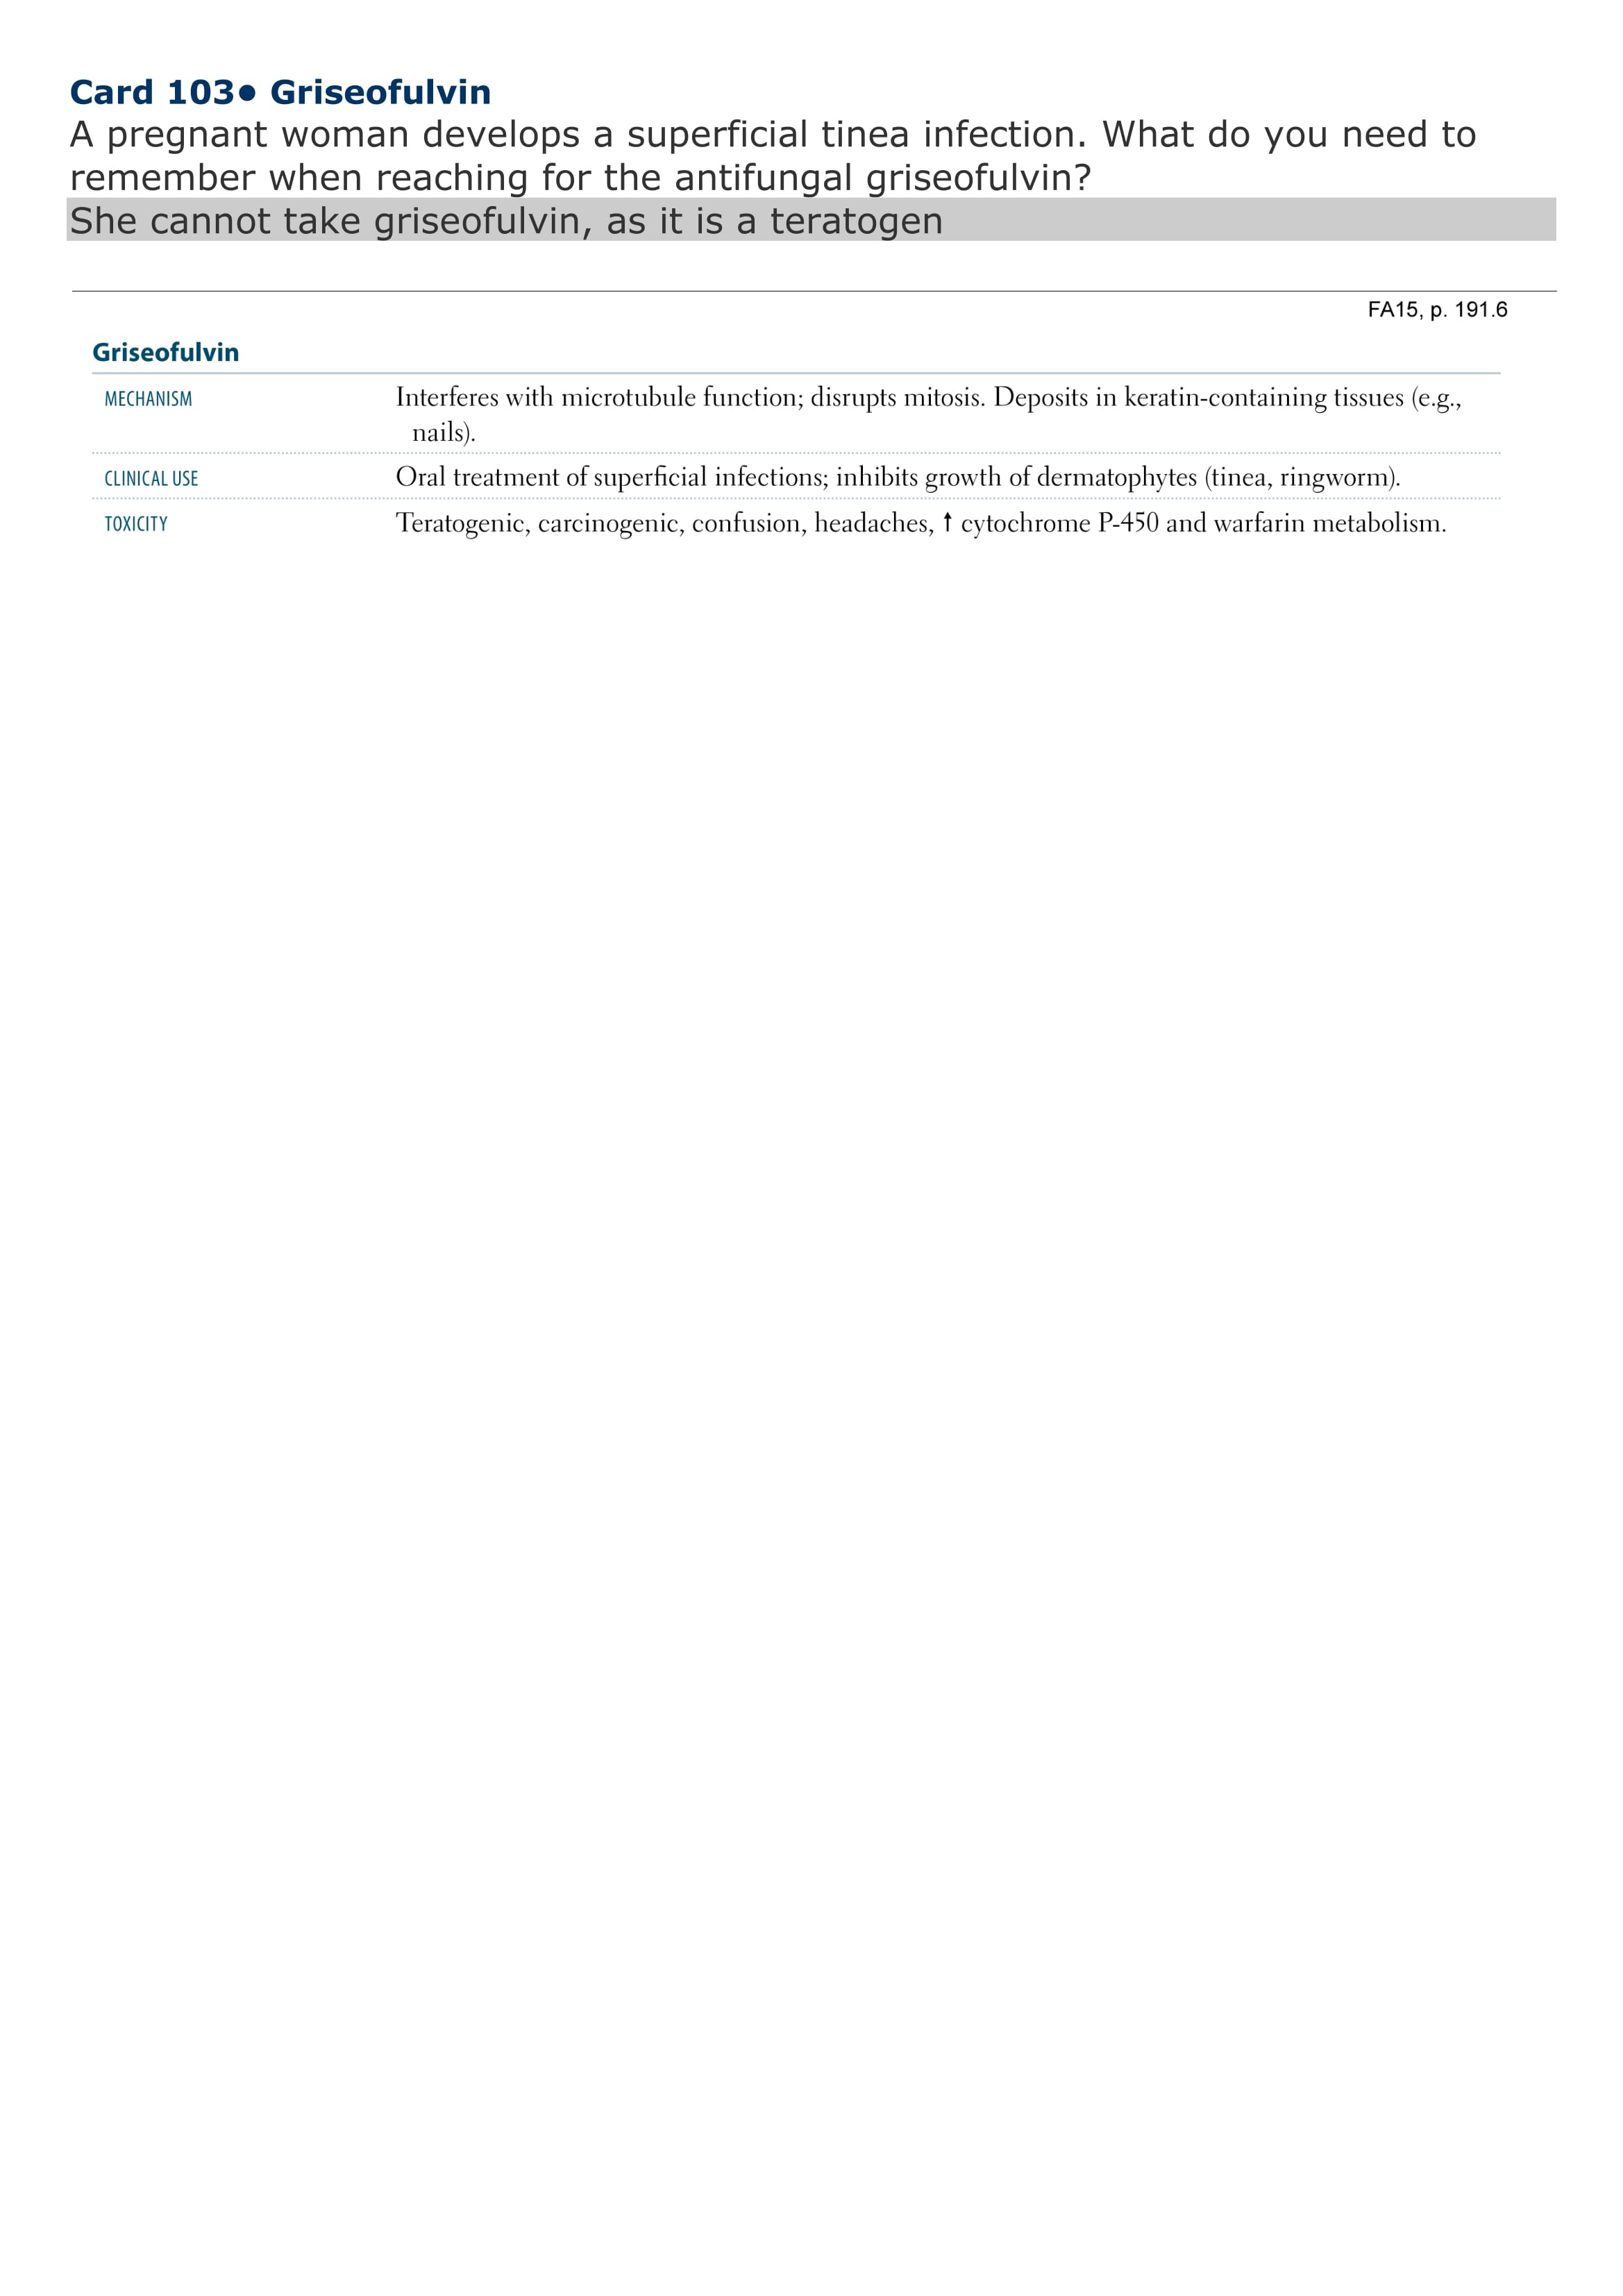 Card 103● Griseofulvin
A pregnant woman develops a superficial tinea infection. What do you need to
remember when reaching for the antifungal griseofulvin?
She cannot take griseofulvin, as it is a teratogen
FA15, p. 191.6
Griseofulvin
MECHANISM Interferes with microtubule function; disrupts mitosis. Deposits in keratin-containing tissues (e.g.,
nails).
CLINICAL USE Oral treatment of superficial infections; inhibits growth of dermatophytes (tinea, ringworm).
TOXICITY Teratogenic, carcinogenic, confusion, headaches, ↑ cytochrome P-450 and warfarin metabolism.